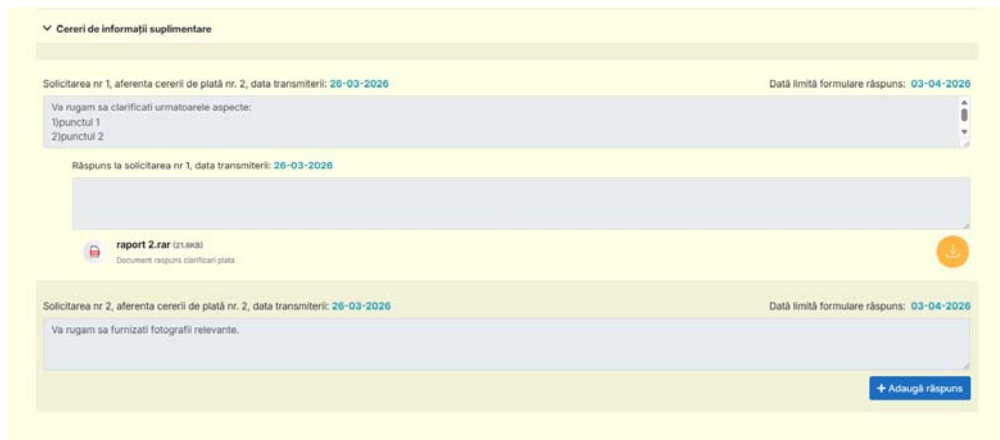 Cereri de informații suplimentare
Solicitarea nr 1, aferenta cererii de plată nr. 2, data transmiterii: 26-03-2026 Dată limită formulare răspuns: 03-04-2026
Va rugam sa clarificati urmatoarele aspecte:
1)punctul 1
2)punctul 2
Răspuns la solicitarea nr 1, data transmiterii: 26-03-2026
raport 2.rar (21.8KB)
Document raspuns clarificari plata
Solicitarea nr 2, aferenta cererii de plată nr. 2, data transmiterii: 26-03-2026 Dată limită formulare răspuns: 03-04-2026
Va rugam sa furnizati fotografii relevante.
+ Adaugă răspuns